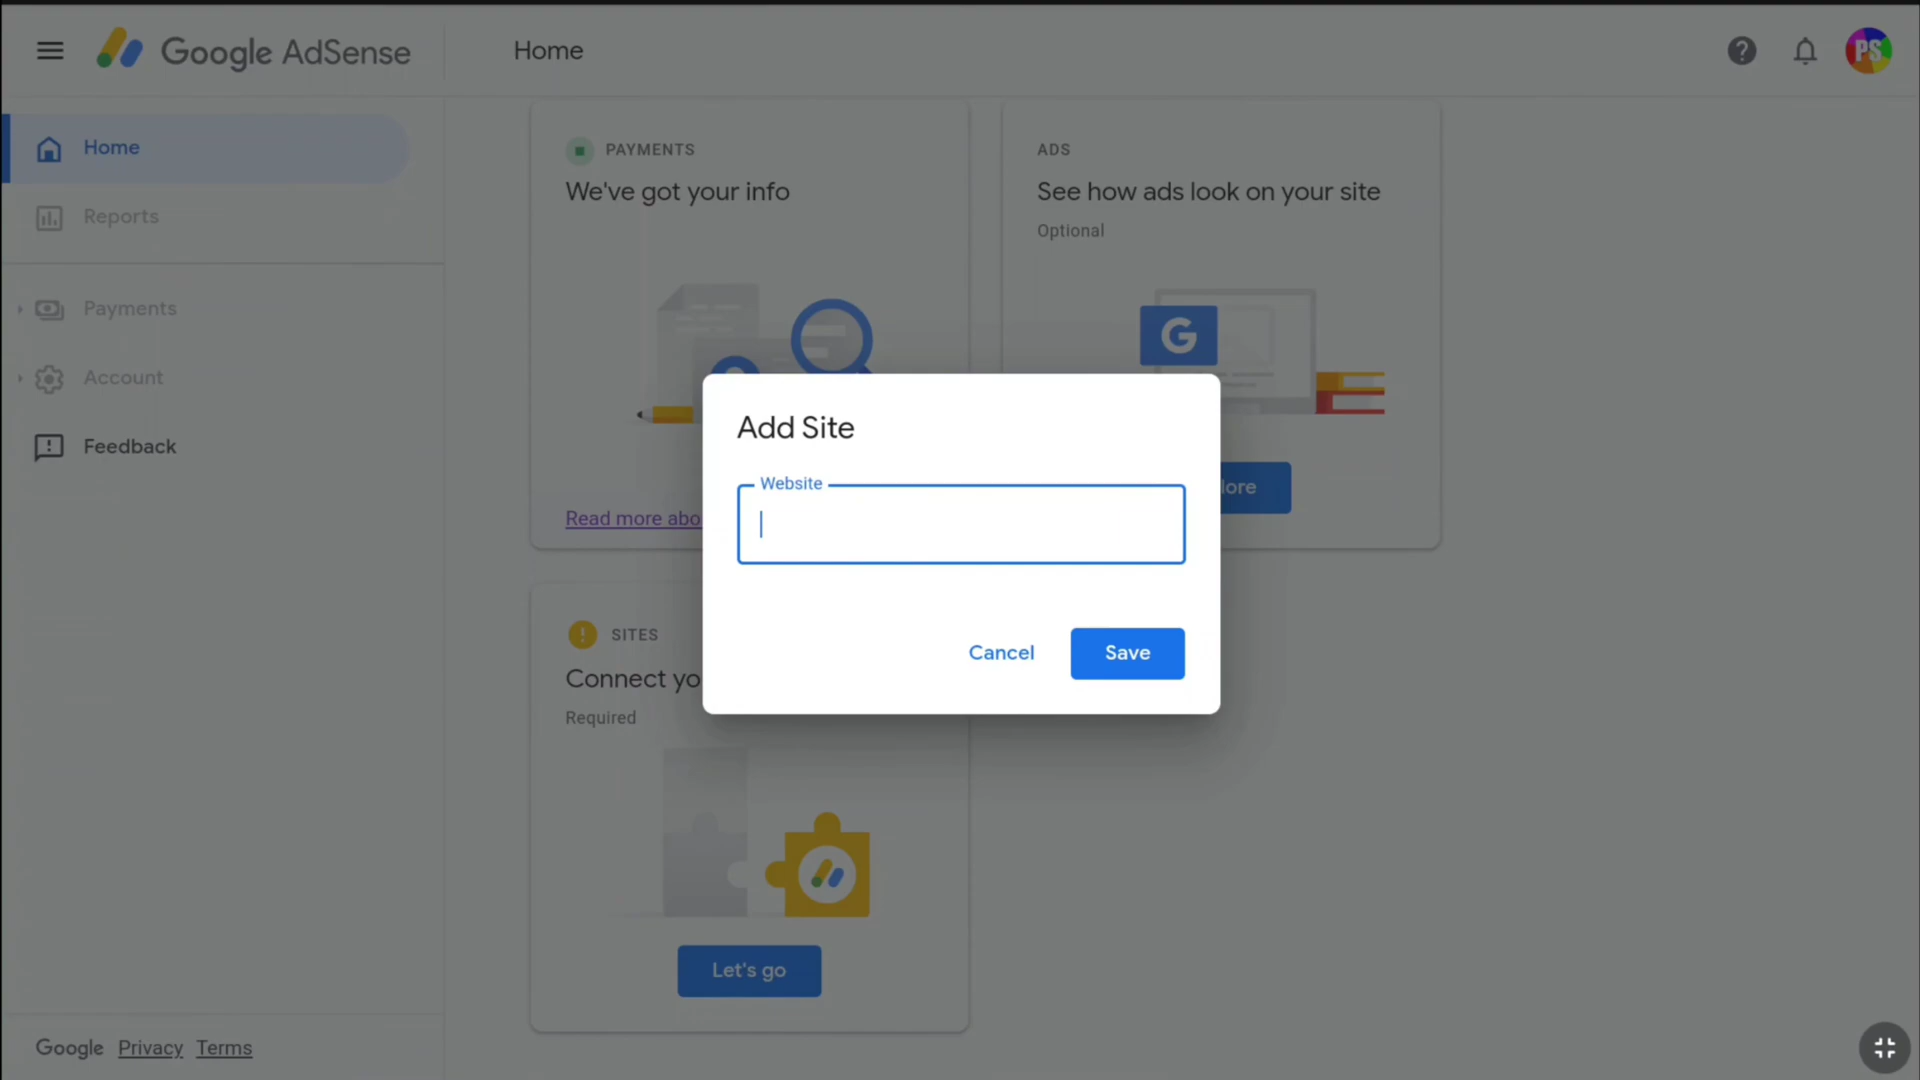 Google AdSense
Home
PS
Home
Reports
Payments
Account
Feedback
PAYMENTS
We've got your info
Read more abo
ADS
See how ads look on your site
Optional
G
lore
Add Site
Website
Cancel
Save
SITES
Connect yo
Required
Let's go
Google Privacy Terms